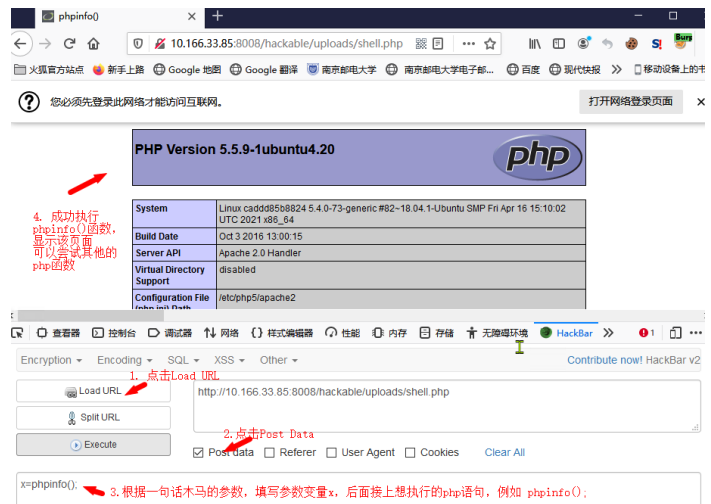 phpinfo()
10.166.33.85:8008/hackable/uploads/shell.php
火狐官方站点 新手上路 Google 地图 Google 翻译 南京邮电大学 南京邮电大学电子邮... 百度 现代快报 移动设备上的书
您必须先登录此网络才能访问互联网。 打开网络登录页面
PHP Version 5.5.9-1ubuntu4.20
php
4. 成功执行
phpinfo()函数，
显示该页面
可以尝试其他的
php函数
System Linux caddd85b8824 5.4.0-73-generic #82~18.04.1-Ubuntu SMP Fri Apr 16 15:10:02
UTC 2021 x86_64
Build Date Oct 3 2016 13:00:15
Server API Apache 2.0 Handler
Virtual Directory
Support disabled
Configuration File
(php.ini) Path /etc/php5/apache2
查看器 控制台 调试器 网络 样式编辑器 性能 内存 存储 无障碍环境 HackBar 1
Encryption Encoding SQL XSS Other Contribute now! HackBar v2
1. 点击Load URL
Load URL http://10.166.33.85:8008/hackable/uploads/shell.php
Split URL
2.点击Post Data
Execute Post data Referer User Agent Cookies Clear All
x=phpinfo(); 3.根据一句话木马的参数，填写参数变量x，后面接上想执行的php语句，例如 phpinfo();